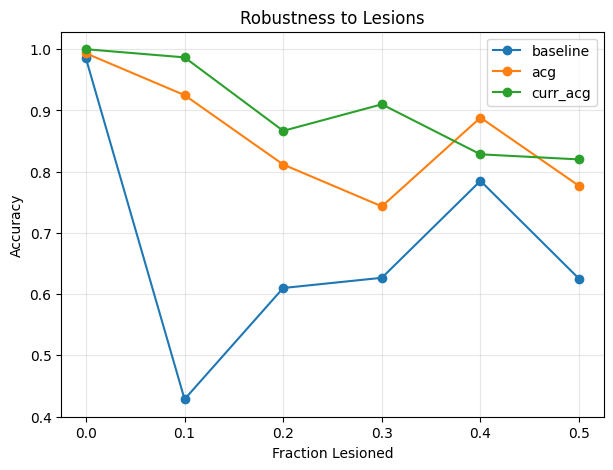 Robustness to Lesions
baseline
acg
curr_acg
Accuracy
1.0
0.9
0.8
0.7
0.6
0.5
0.4
0.0 0.1 0.2 0.3 0.4 0.5
Fraction Lesioned